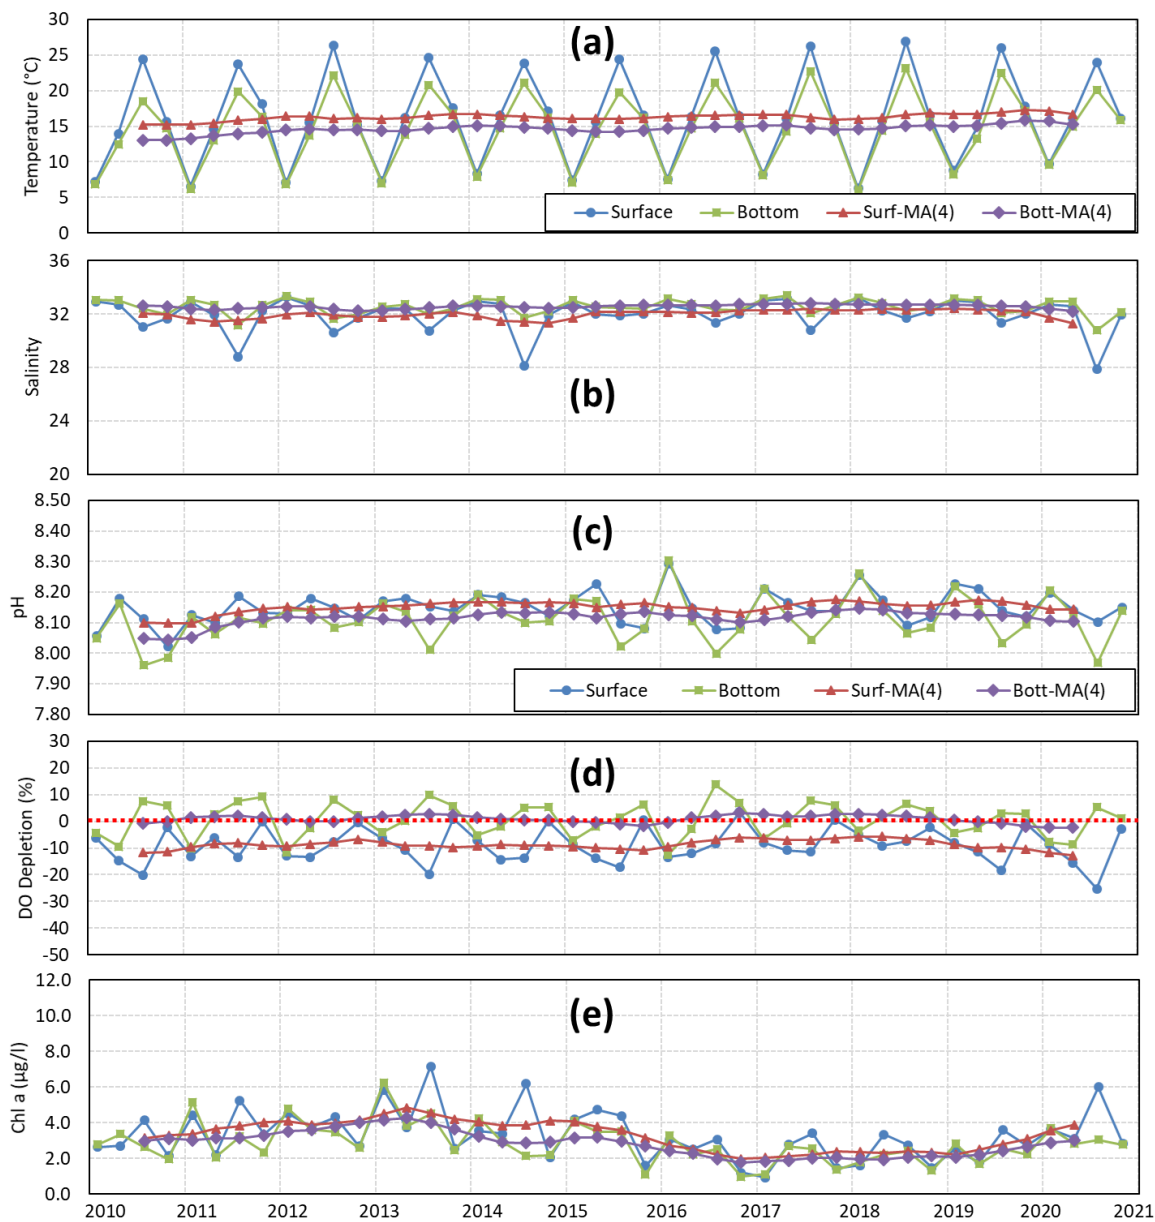 (a)
Temperature (°C)
30
25
20
15
10
5
0
Surface Bottom Surf-MA(4) Bott-MA(4)
(b)
Salinity
36
32
28
24
20
(c)
pH
8.50
8.40
8.30
8.20
8.10
8.00
7.90
7.80
Surface Bottom Surf-MA(4) Bott-MA(4)
(d)
DO Depletion (%)
30
20
10
0
-10
-20
-30
-40
-50
(e)
Chl a (µg/l)
12.0
10.0
8.0
6.0
4.0
2.0
0.0
2010 2011 2012 2013 2014 2015 2016 2017 2018 2019 2020 2021